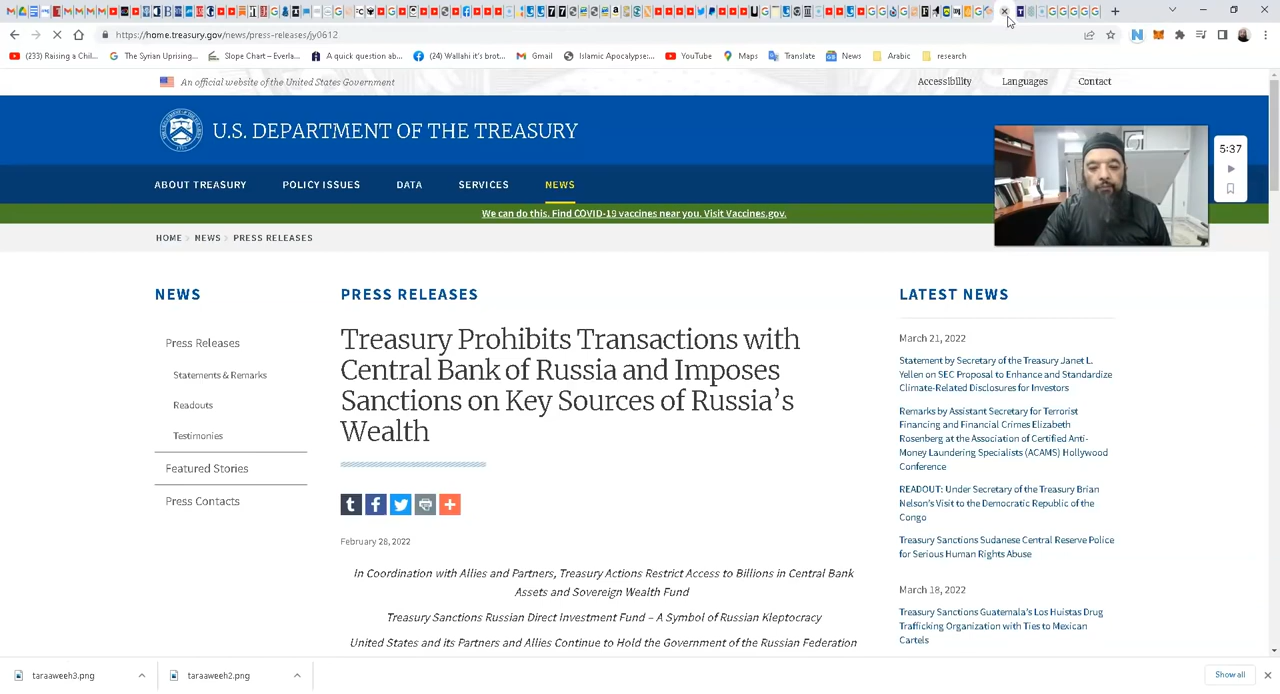 https://home.treasury.gov/news/press-releases/jy0612
(233) Raising a Chil...
The Syrian Uprising...
Slope Chart – Everla...
A quick question ab...
(24) Wallahi it's brot...
Gmail
Islamic Apocalypse:...
YouTube
Maps
Translate
News
Arabic
research
An official website of the United States Government
Accessibility
Languages
Contact
U.S. DEPARTMENT OF THE TREASURY
5:37
ABOUT TREASURY
POLICY ISSUES
DATA
SERVICES
NEWS
We can do this. Find COVID-19 vaccines near you. Visit Vaccines.gov.
HOME
NEWS
PRESS RELEASES
NEWS
Press Releases
Statements & Remarks
Readouts
Testimonies
Featured Stories
Press Contacts
PRESS RELEASES
Treasury Prohibits Transactions with
Central Bank of Russia and Imposes
Sanctions on Key Sources of Russia's
Wealth
February 28, 2022
In Coordination with Allies and Partners, Treasury Actions Restrict Access to Billions in Central Bank
Assets and Sovereign Wealth Fund
Treasury Sanctions Russian Direct Investment Fund – A Symbol of Russian Kleptocracy
United States and its Partners and Allies Continue to Hold the Government of the Russian Federation
LATEST NEWS
March 21, 2022
Statement by Secretary of the Treasury Janet L.
Yellen on SEC Proposal to Enhance and Standardize
Climate-Related Disclosures for Investors
Remarks by Assistant Secretary for Terrorist
Financing and Financial Crimes Elizabeth
Rosenberg at the Association of Certified Anti-
Money Laundering Specialists (ACAMS) Hollywood
Conference
READOUT: Under Secretary of the Treasury Brian
Nelson's Visit to the Democratic Republic of the
Congo
Treasury Sanctions Sudanese Central Reserve Police
for Serious Human Rights Abuse
March 18, 2022
Treasury Sanctions Guatemala's Los Huistas Drug
Trafficking Organization with Ties to Mexican
Cartels
taraaweeh3.png
taraaweeh2.png
Show all